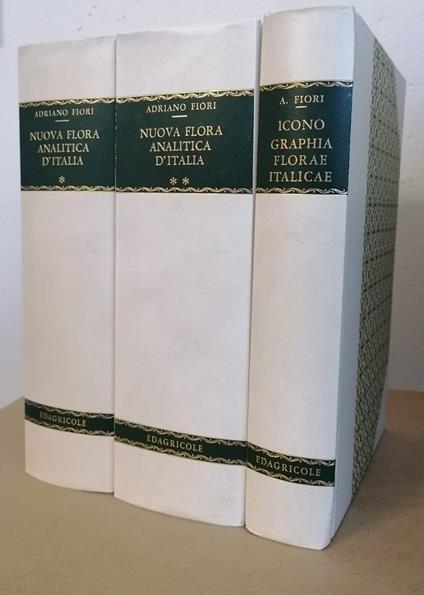 ADRIANO FIORI
NUOVA FLORA
ANALITICA
D'ITALIA
*
EDAGRICOLE
ADRIANO FIORI
NUOVA FLORA
ANALITICA
D'ITALIA
* *
EDAGRICOLE
A. FIORI
ICONO
GRAPHIA
FLORAE
ITALICAE
EDAGRICOLE